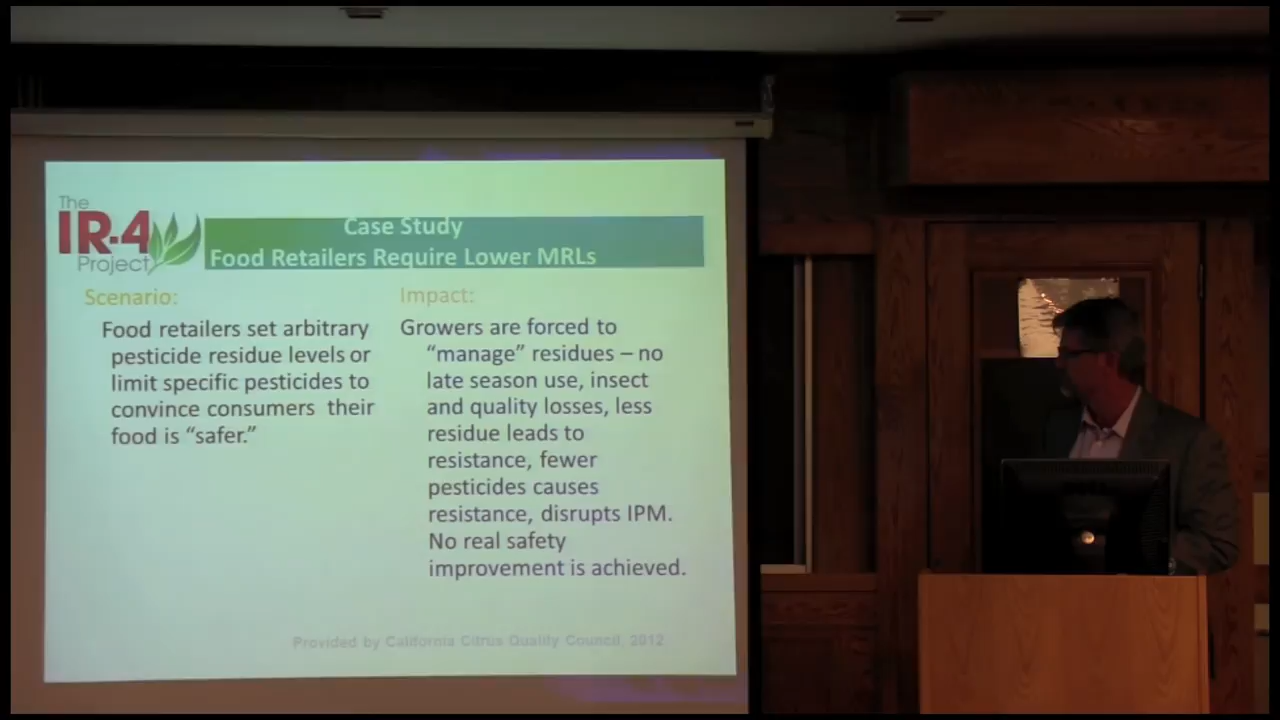 The
IR-4
Project
Case Study
Food Retailers Require Lower MRLs
Scenario:
Food retailers set arbitrary
pesticide residue levels or
limit specific pesticides to
convince consumers their
food is “safer.”
Impact:
Growers are forced to
“manage” residues – no
late season use, insect
and quality losses, less
residue leads to
resistance, fewer
pesticides causes
resistance, disrupts IPM.
No real safety
improvement is achieved.
Provided by California Citrus Quality Council, 2012